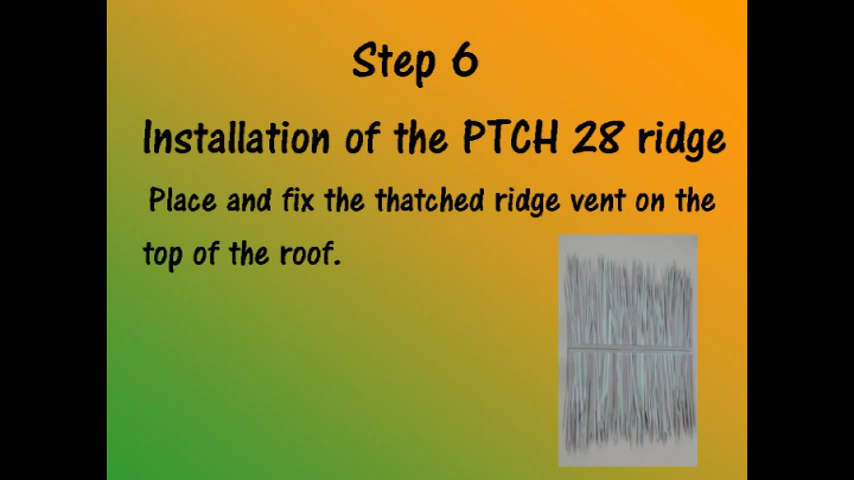 Step 6
Installation of the PTCH 28 ridge
Place and fix the thatched ridge vent on the
top of the roof.